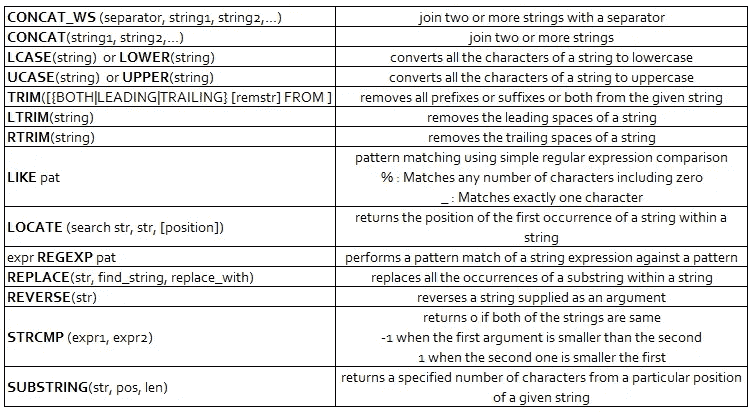 CONCAT_WS (separator, string1, string2,...) join two or more strings with a separator
CONCAT(string1, string2,...) join two or more strings
LCASE(string) or LOWER(string) converts all the characters of a string to lowercase
UCASE(string) or UPPER(string) converts all the characters of a string to uppercase
TRIM([{BOTH|LEADING|TRAILING} [remstr] FROM ] removes all prefixes or suffixes or both from the given string
LTRIM(string) removes the leading spaces of a string
RTRIM(string) removes the trailing spaces of a string
LIKE pat
pattern matching using simple regular expression comparison
% : Matches any number of characters including zero
_ : Matches exactly one character
LOCATE (search str, str, [position])
returns the position of the first occurrence of a string within a
string
expr REGEXP pat performs a pattern match of a string expression against a pattern
REPLACE(str, find_string, replace_with) replaces all the occurrences of a substring within a string
REVERSE(str) reverses a string supplied as an argument
STRCMP (expr1, expr2)
returns 0 if both of the strings are same
-1 when the first argument is smaller than the second
1 when the second one is smaller the first
SUBSTRING(str, pos, len)
returns a specified number of characters from a particular position
of a given string